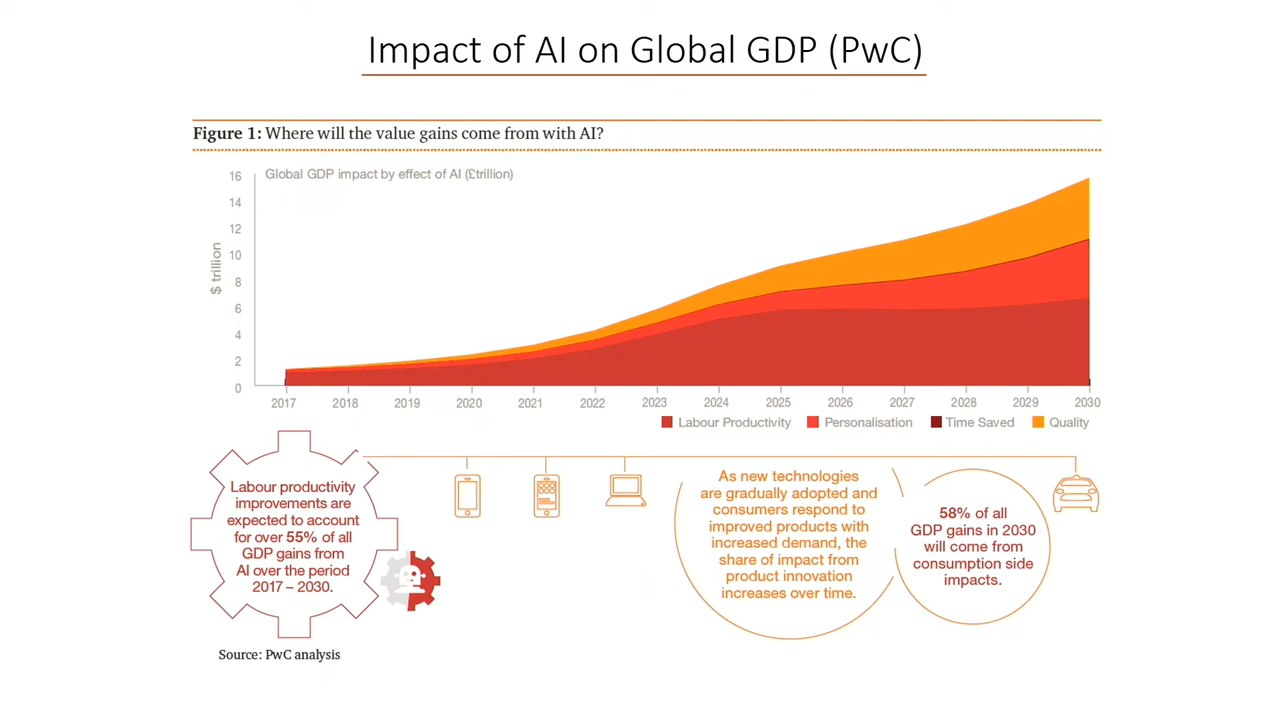 Impact of AI on Global GDP (PwC)
Figure 1: Where will the value gains come from with AI?
Global GDP impact by effect of AI (£trillion)
$ trillion
16
14
12
10
8
6
4
2
0
2017 2018 2019 2020 2021 2022 2023 2024 2025 2026 2027 2028 2029 2030
Labour Productivity Personalisation Time Saved Quality
Labour productivity
improvements are
expected to account
for over 55% of all
GDP gains from
AI over the period
2017 – 2030.
As new technologies
are gradually adopted and
consumers respond to
improved products with
increased demand, the
share of impact from
product innovation
increases over time.
58% of all
GDP gains in 2030
will come from
consumption side
impacts.
Source: PwC analysis